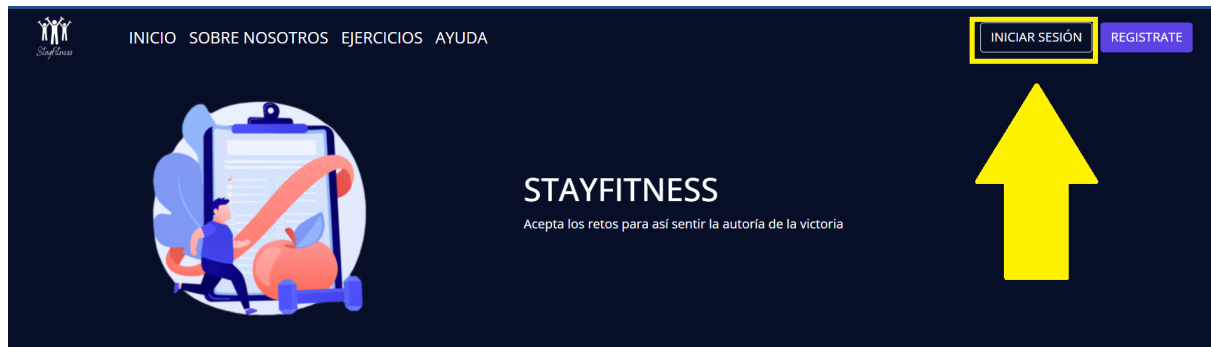 Stayfitness
INICIO SOBRE NOSOTROS EJERCICIOS AYUDA
INICIAR SESIÓN
REGISTRATE
STAYFITNESS
Acepta los retos para así sentir la autoría de la victoria